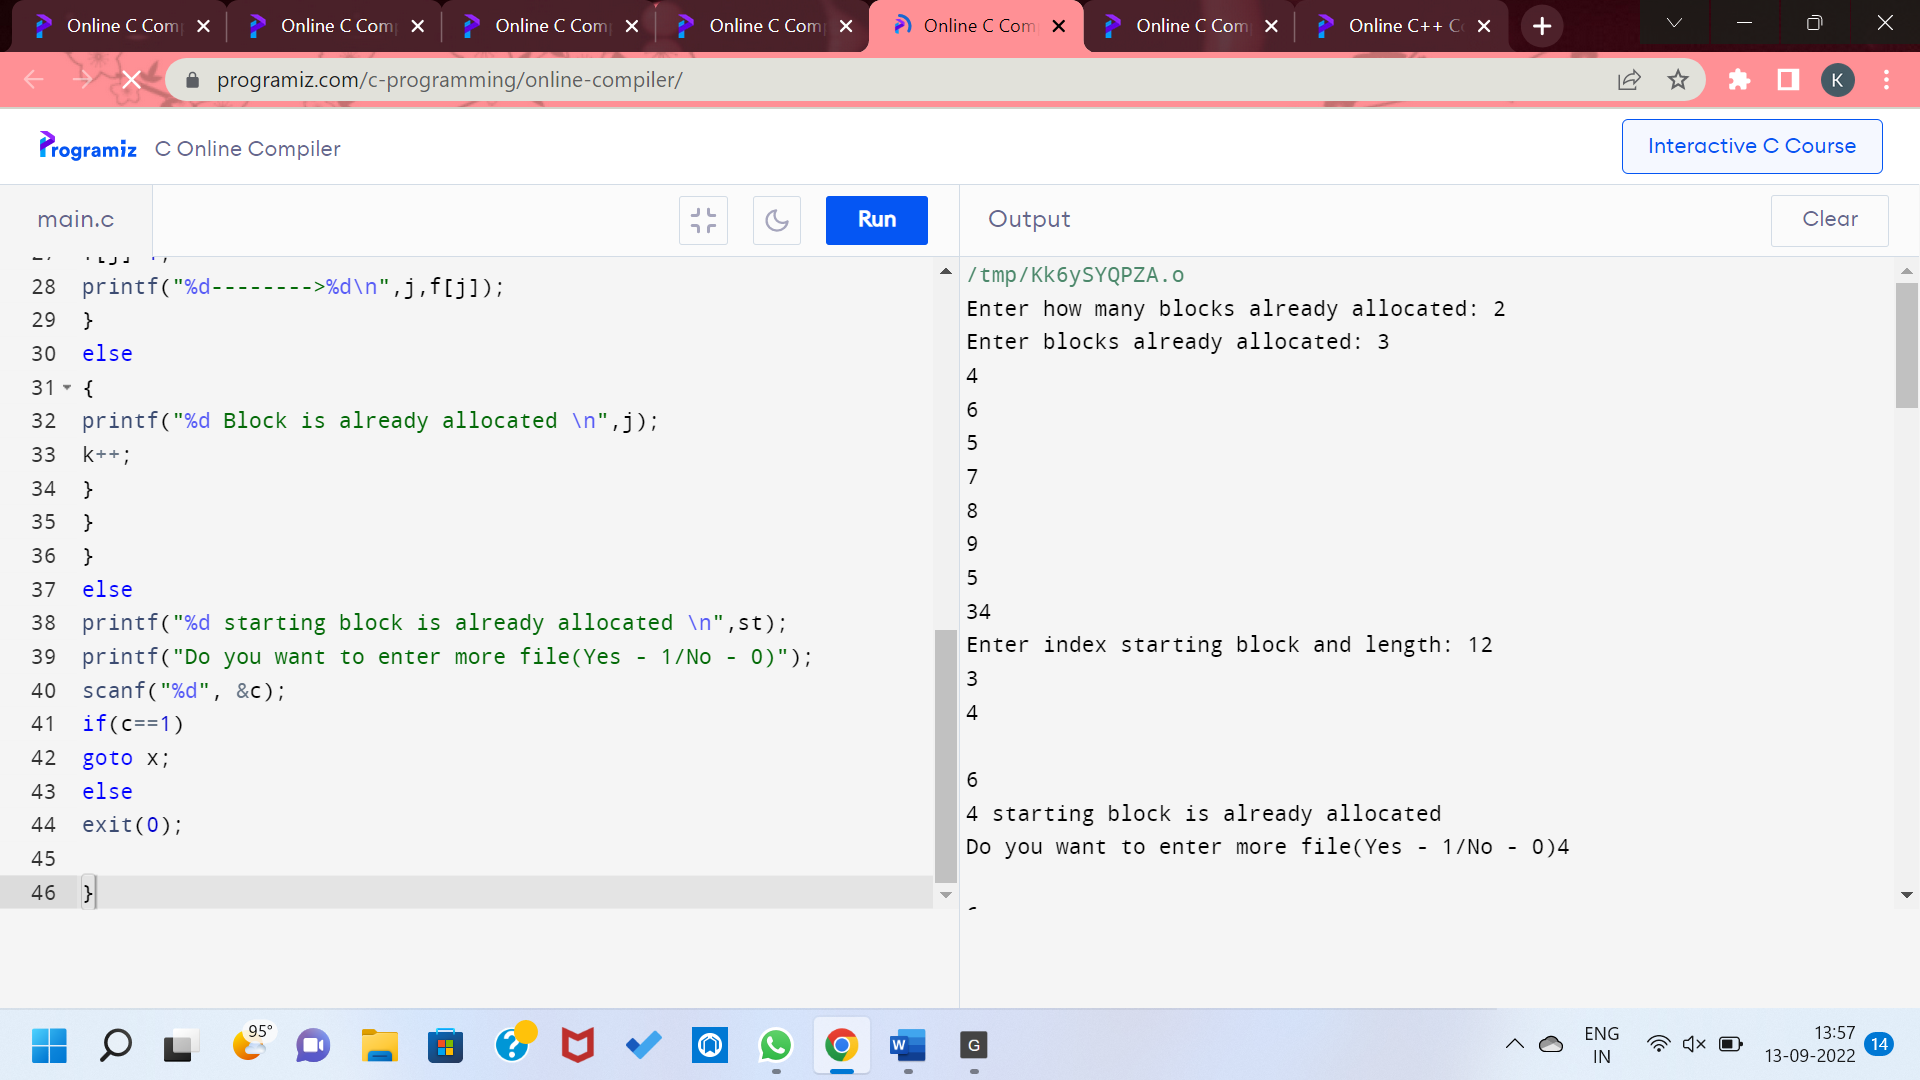 Online C Com
Online C Com
Online C Com
Online C Com
Online C Com
Online C Com
Online C++ Co
programiz.com/c-programming/online-compiler/
K
Programiz
C Online Compiler
Interactive C Course
main.c
Run
Output
Clear
28 printf("%d-------->%d\n",j,f[j]);
29 }
30 else
31 {
32 printf("%d Block is already allocated \n",j);
33 k++;
34 }
35 }
36 }
37 else
38 printf("%d starting block is already allocated \n",st);
39 printf("Do you want to enter more file(Yes - 1/No - 0)");
40 scanf("%d", &c);
41 if(c==1)
42 goto x;
43 else
44 exit(0);
45
46 }
/tmp/Kk6ySYQPZA.o
Enter how many blocks already allocated: 2
Enter blocks already allocated: 3
4
6
5
7
8
9
5
34
Enter index starting block and length: 12
3
4
6
4 starting block is already allocated
Do you want to enter more file(Yes - 1/No - 0)4
95°
W
G
ENG
IN
13:57
13-09-2022
14